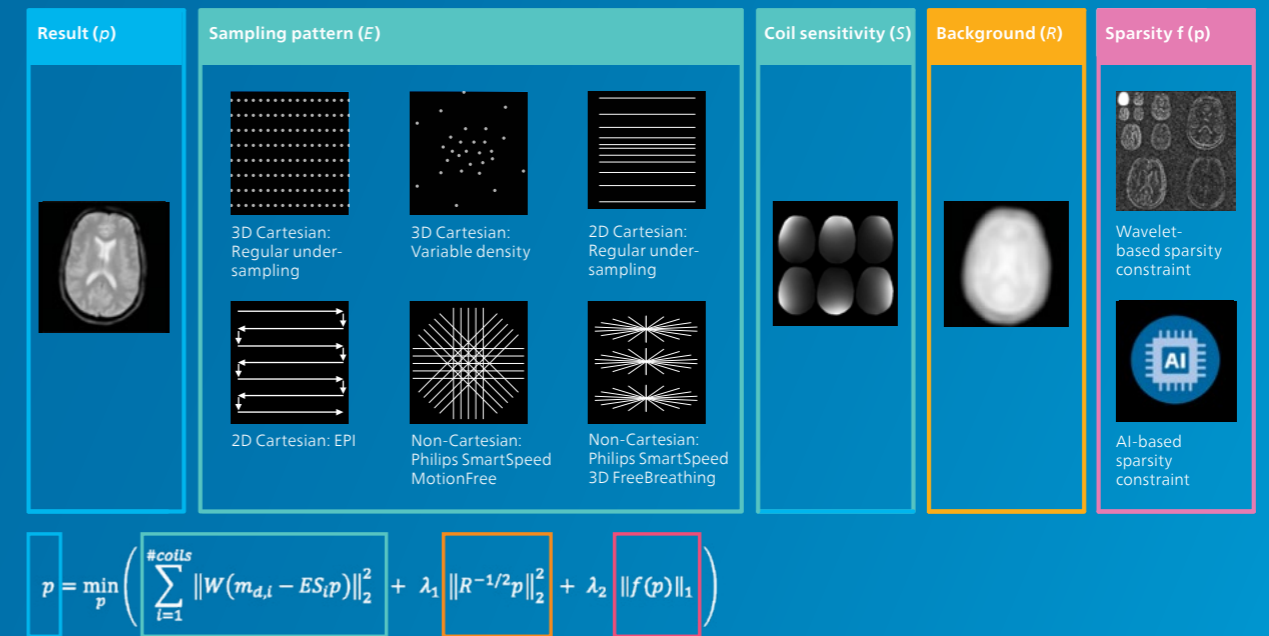 Result (p)
Sampling pattern (E)
Coil sensitivity (S)
Background (R)
Sparsity f (p)
3D Cartesian:
Regular under-
sampling
3D Cartesian:
Variable density
2D Cartesian:
Regular under-
sampling
Wavelet-
based sparsity
constraint
2D Cartesian: EPI
Non-Cartesian:
Philips SmartSpeed
MotionFree
Non-Cartesian:
Philips SmartSpeed
3D FreeBreathing
AI
AI-based
sparsity
constraint
p = min_p ( ∑_{i=1}^{#coils} ‖W(m_{d,i} − ES_i p)‖₂² + λ₁ ‖R^{−1/2}p‖₂² + λ₂ ‖f(p)‖₁ )